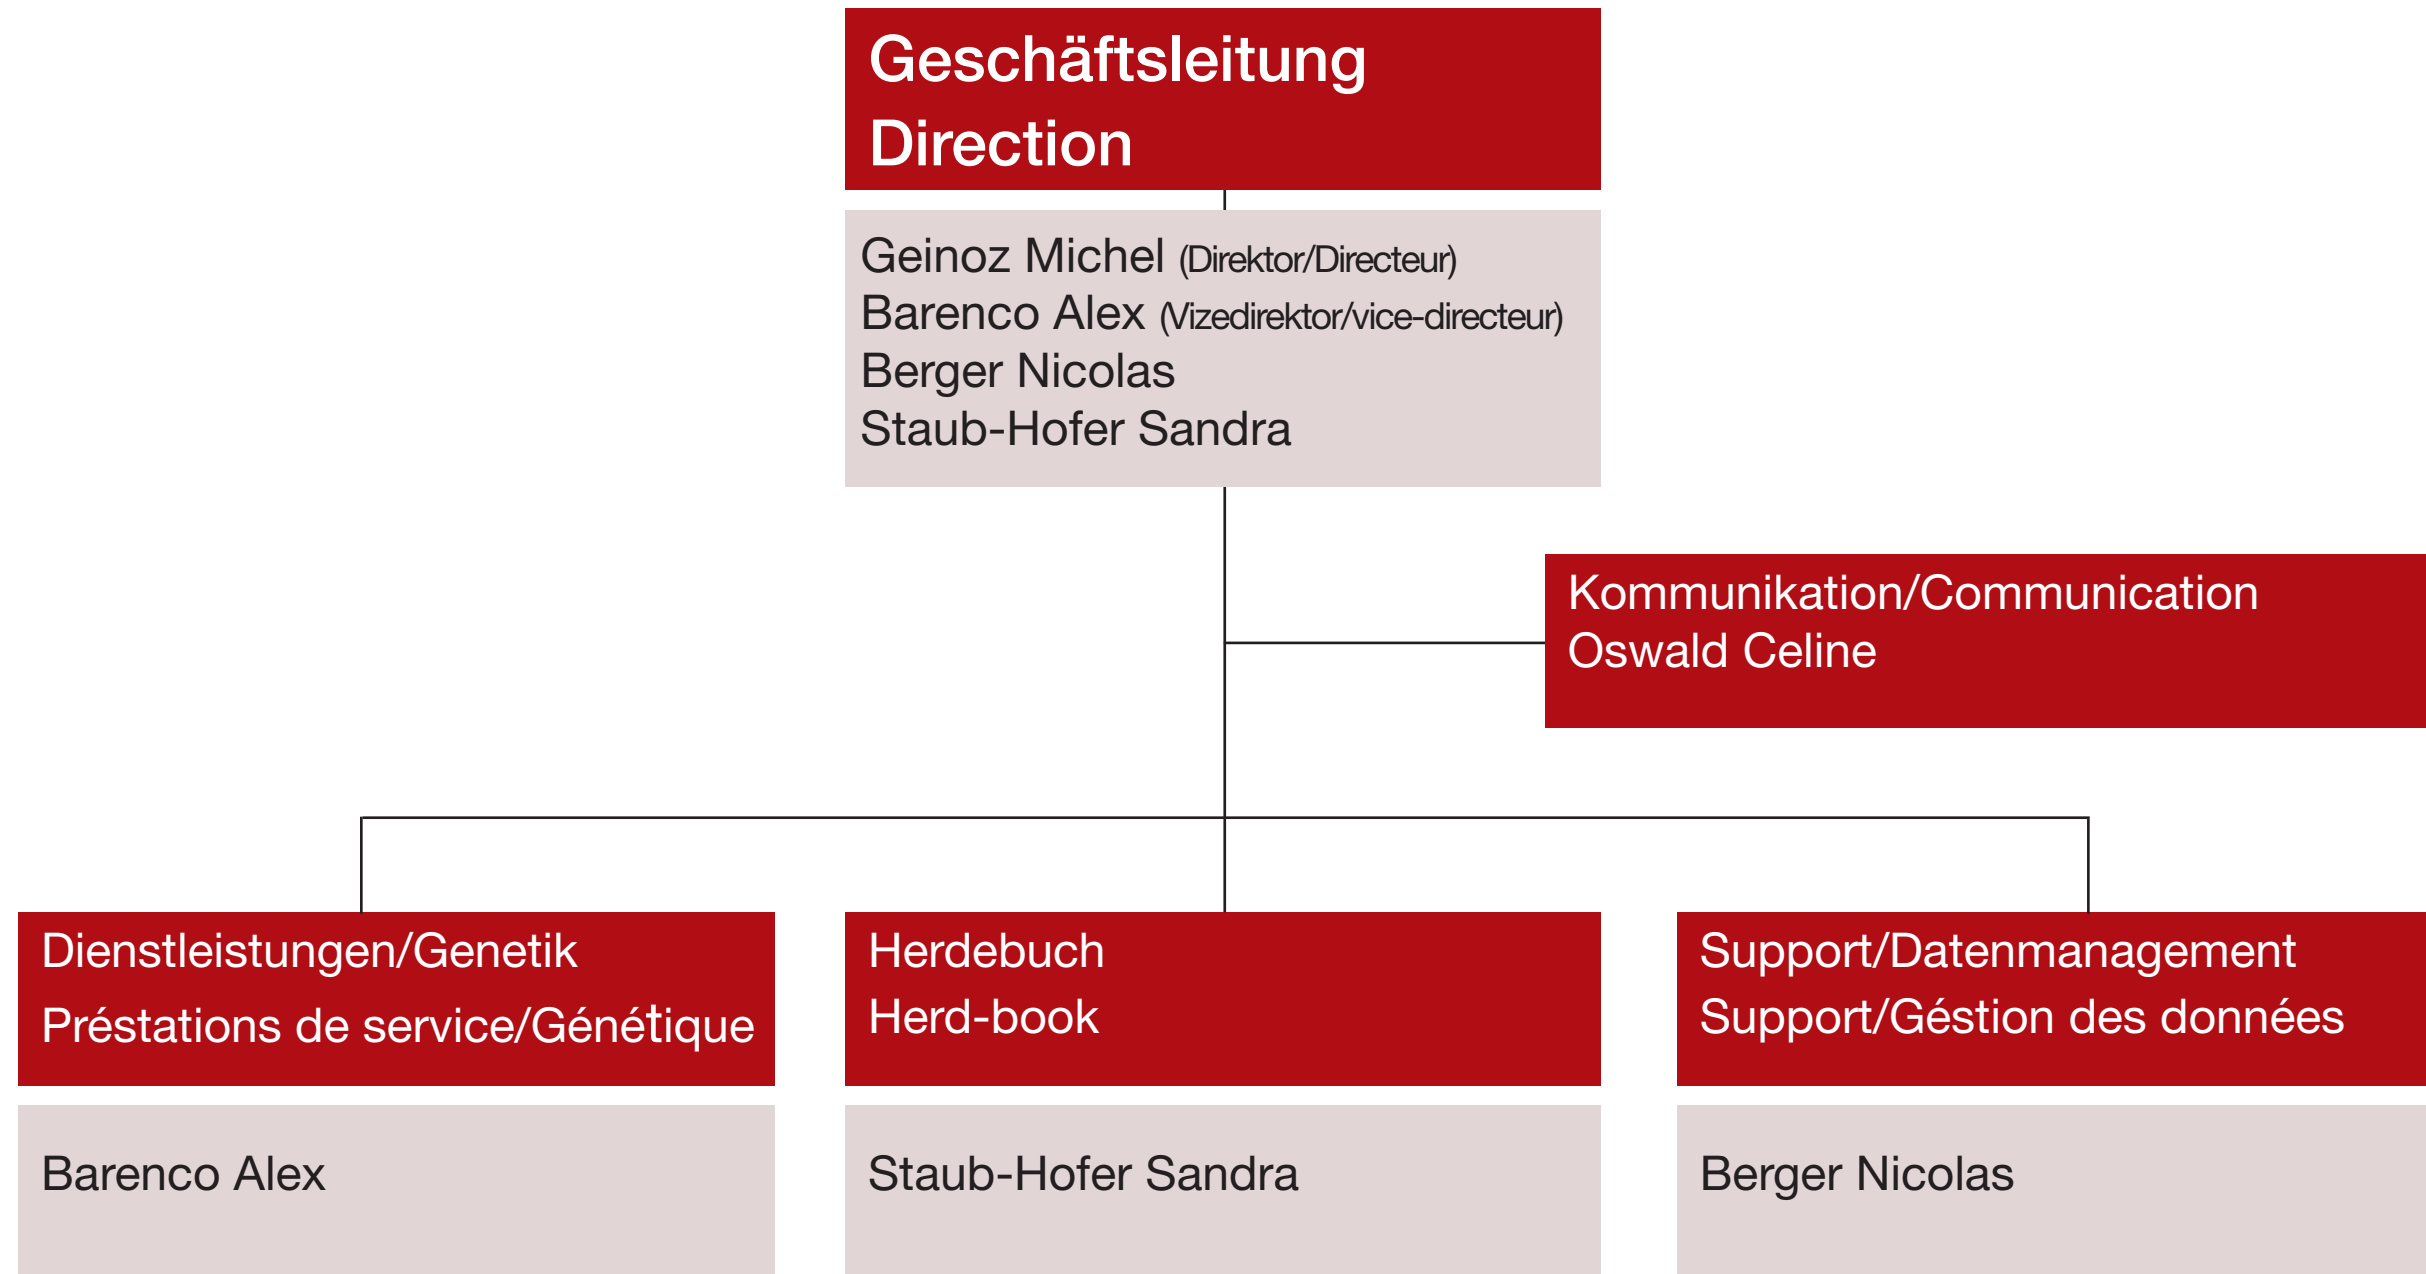 Geschäftsleitung
Direction
Geinoz Michel (Direktor/Directeur)
Barenco Alex (Vizedirektor/vice-directeur)
Berger Nicolas
Staub-Hofer Sandra
Kommunikation/Communication
Oswald Celine
Dienstleistungen/Genetik
Préstations de service/Génétique
Barenco Alex
Herdebuch
Herd-book
Staub-Hofer Sandra
Support/Datenmanagement
Support/Géstion des données
Berger Nicolas